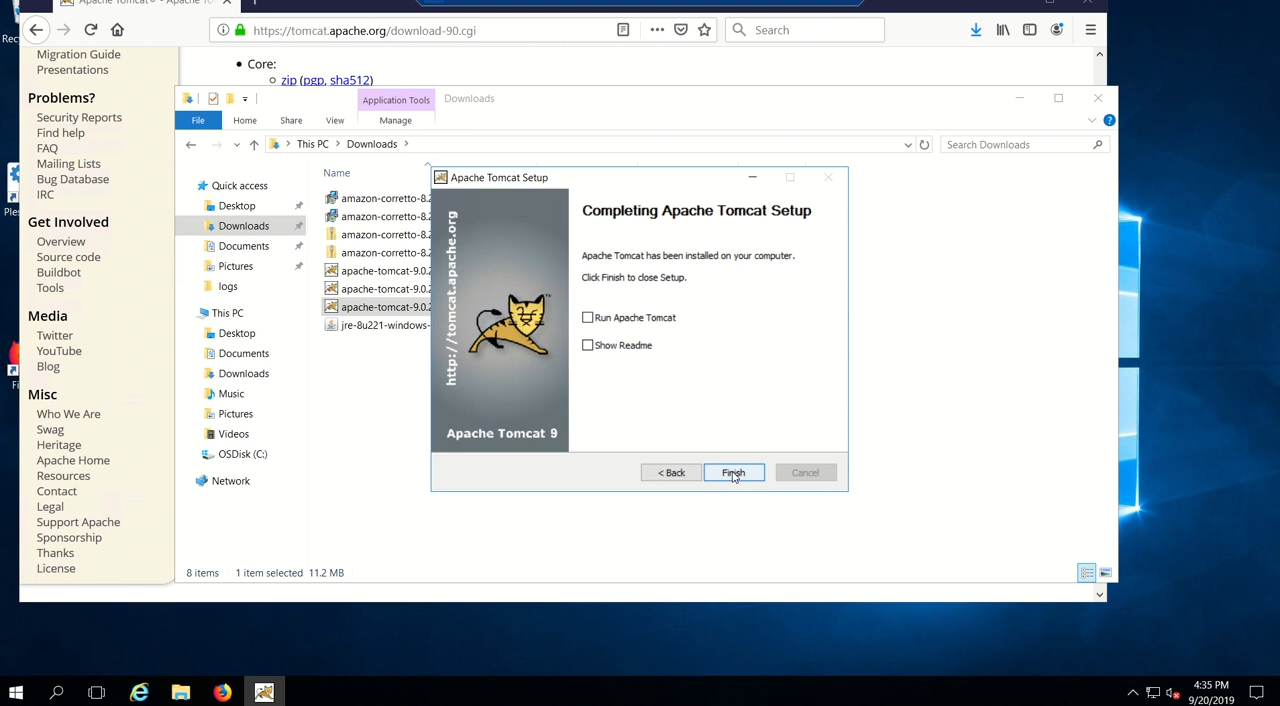 Apache Tomcat® - Apache To
https://tomcat.apache.org/download-90.cgi
Search
Migration Guide
Presentations
Problems?
Security Reports
Find help
FAQ
Mailing Lists
Bug Database
IRC
Get Involved
Overview
Source code
Buildbot
Tools
Media
Twitter
YouTube
Blog
Misc
Who We Are
Swag
Heritage
Apache Home
Resources
Contact
Legal
Support Apache
Sponsorship
Thanks
License
Core:
zip (pgp, sha512)
Application Tools
Downloads
File
Home
Share
View
Manage
This PC
Downloads
Search Downloads
Quick access
Desktop
Downloads
Documents
Pictures
logs
This PC
Desktop
Documents
Downloads
Music
Pictures
Videos
OSDisk (C:)
Network
Name
amazon-corretto-8.2
amazon-corretto-8.2
amazon-corretto-8.2
amazon-corretto-8.2
apache-tomcat-9.0.2
apache-tomcat-9.0.2
apache-tomcat-9.0.2
jre-8u221-windows-
8 items
1 item selected 11.2 MB
Apache Tomcat Setup
http://tomcat.apache.org
TM
Apache Tomcat 9
Completing Apache Tomcat Setup
Apache Tomcat has been installed on your computer.
Click Finish to close Setup.
Run Apache Tomcat
Show Readme
< Back
Finish
Cancel
4:35 PM
9/20/2019